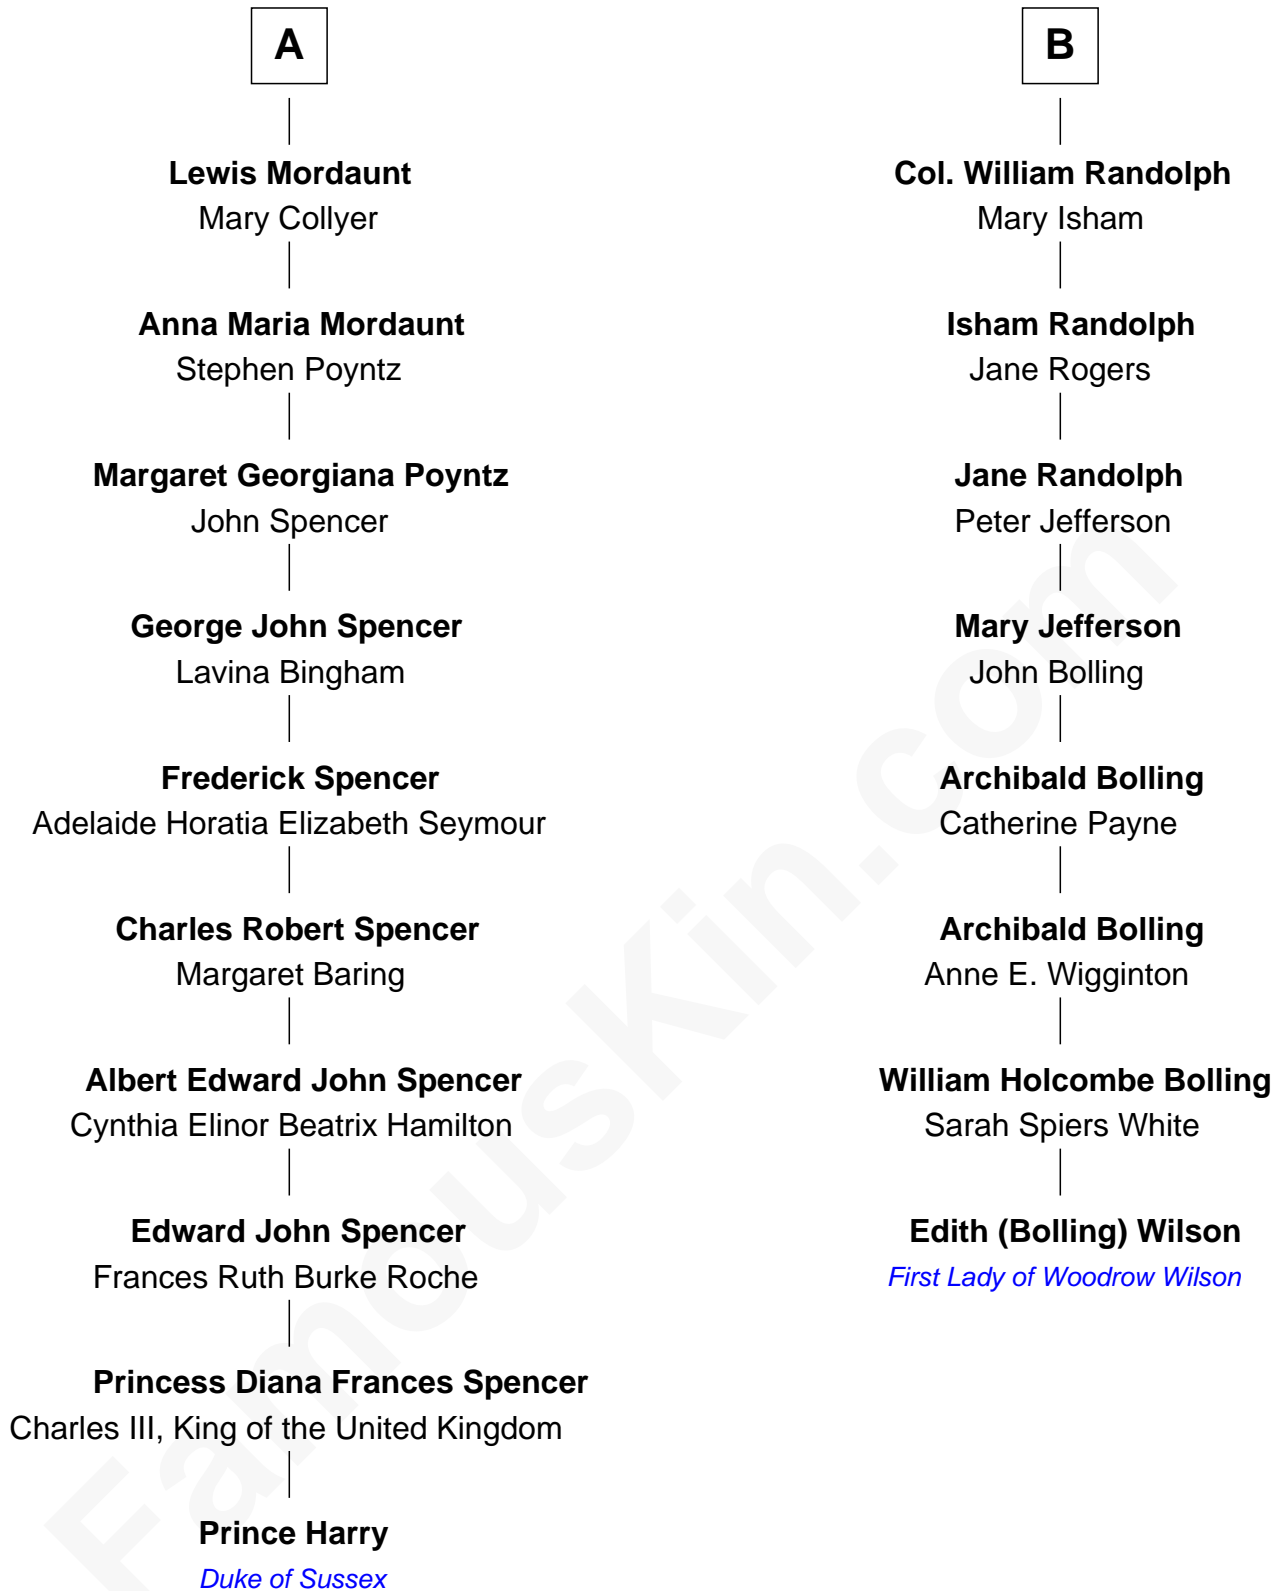 A
Lewis Mordaunt
Mary Collyer
Anna Maria Mordaunt
Stephen Poyntz
Margaret Georgiana Poyntz
John Spencer
George John Spencer
Lavina Bingham
Frederick Spencer
Adelaide Horatia Elizabeth Seymour
Charles Robert Spencer
Margaret Baring
Albert Edward John Spencer
Cynthia Elinor Beatrix Hamilton
Edward John Spencer
Frances Ruth Burke Roche
Princess Diana Frances Spencer
Charles III, King of the United Kingdom
Prince Harry
Duke of Sussex
B
Col. William Randolph
Mary Isham
Isham Randolph
Jane Rogers
Jane Randolph
Peter Jefferson
Mary Jefferson
John Bolling
Archibald Bolling
Catherine Payne
Archibald Bolling
Anne E. Wigginton
William Holcombe Bolling
Sarah Spiers White
Edith (Bolling) Wilson
First Lady of Woodrow Wilson
FamousKin.com